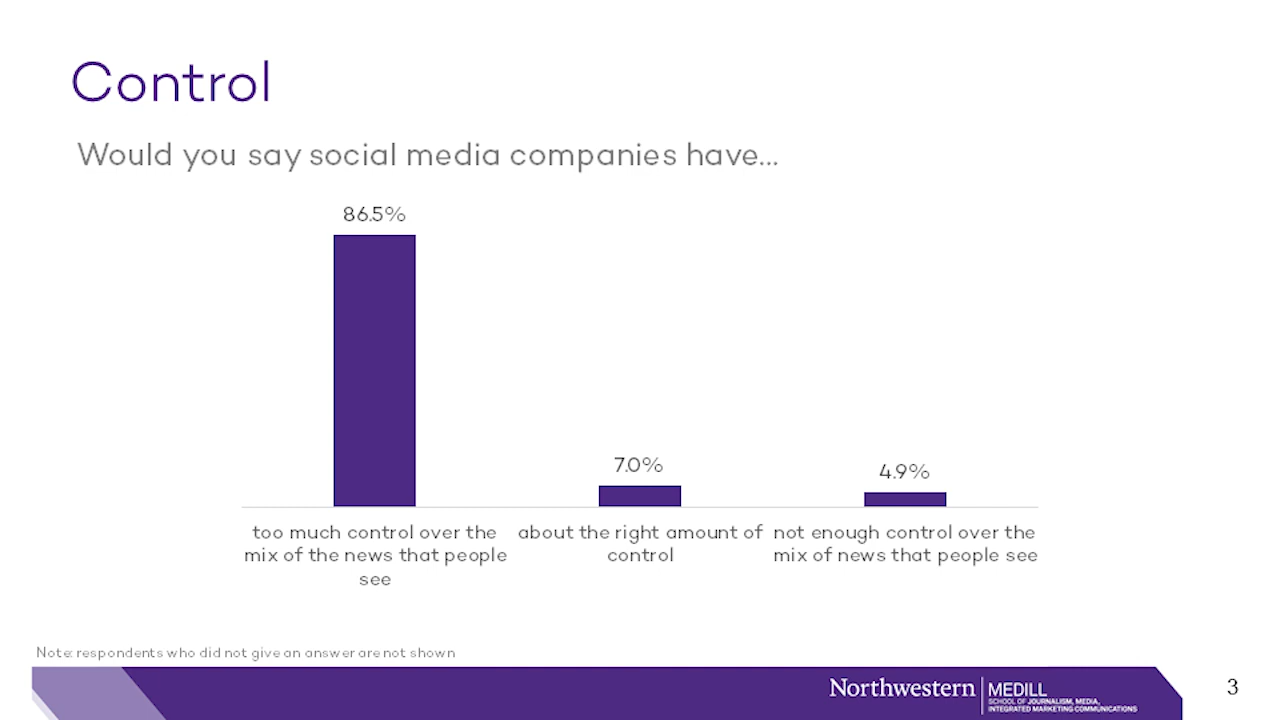 Control
Would you say social media companies have...
86.5%
7.0%
4.9%
too much control over the
mix of the news that people
see
about the right amount of
control
not enough control over the
mix of news that people see
Note: respondents who did not give an answer are not shown
Northwestern
MEDILL
SCHOOL OF JOURNALISM, MEDIA,
INTEGRATED MARKETING COMMUNICATIONS
3